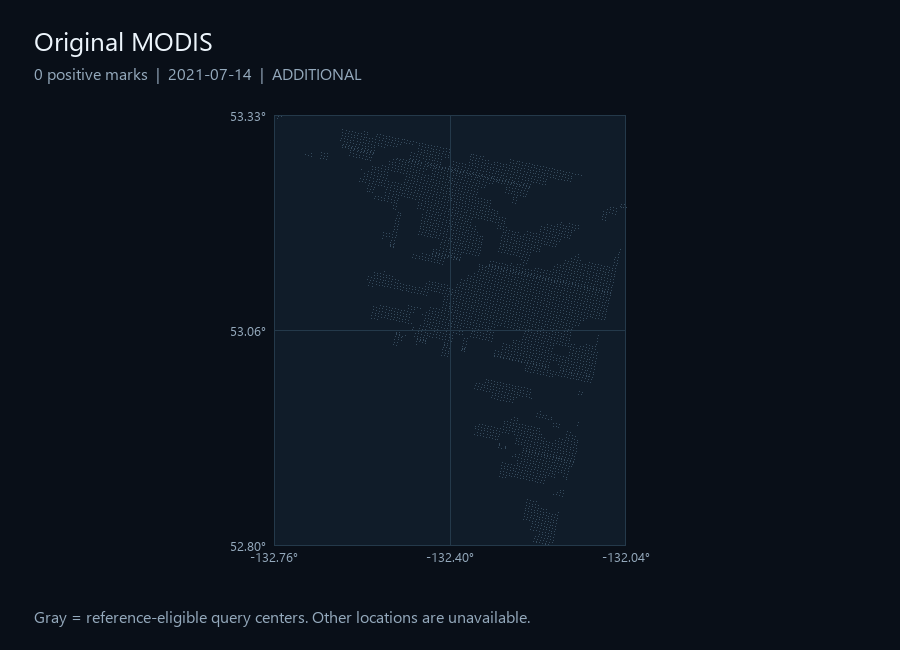 Original MODIS
0 positive marks | 2021-07-14 | ADDITIONAL
53.33°
53.06°
52.80°
-132.76° -132.40° -132.04°
Gray = reference-eligible query centers. Other locations are unavailable.